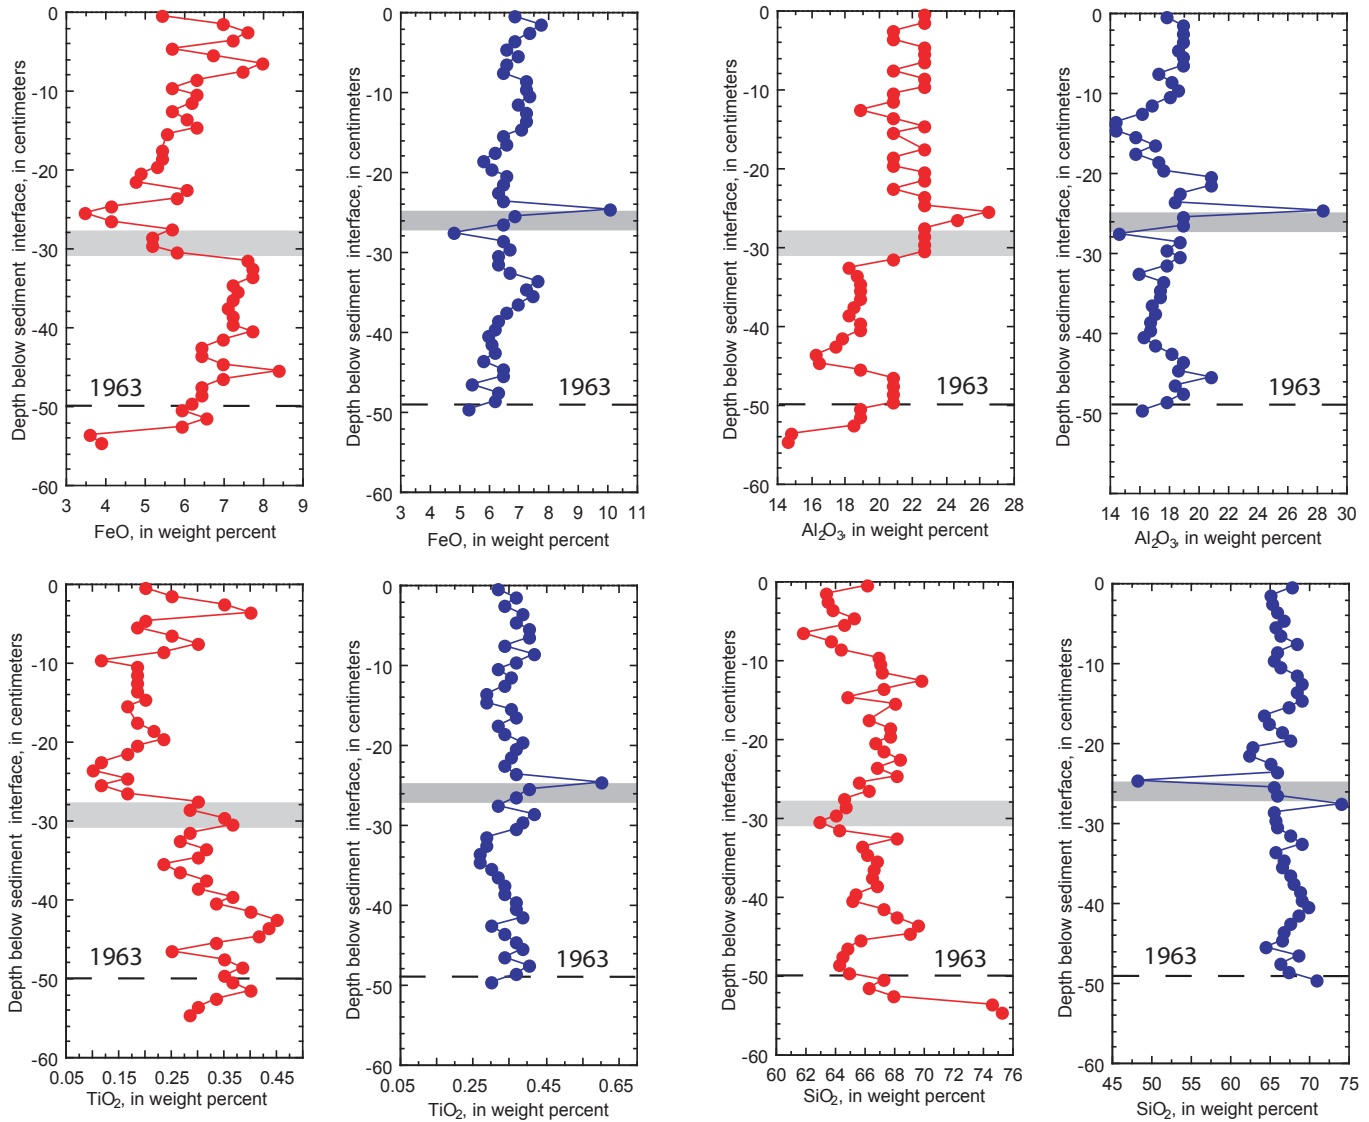 Depth below sediment interface, in centimeters
0
-10
-20
-30
-40
-50
-60
1963
3 4 5 6 7 8 9
FeO, in weight percent
Depth below sediment interface, in centimeters
0
-10
-20
-30
-40
-50
-60
1963
3 4 5 6 7 8 9 10 11
FeO, in weight percent
Depth below sediment interface, in centimeters
0
-10
-20
-30
-40
-50
-60
1963
14 16 18 20 22 24 26 28
Al₂O₃, in weight percent
Depth below sediment interface, in centimeters
0
-10
-20
-30
-40
-50
-60
1963
14 16 18 20 22 24 26 28 30
Al₂O₃, in weight percent
Depth below sediment interface, in centimeters
0
-10
-20
-30
-40
-50
-60
1963
0.05 0.15 0.25 0.35 0.45
TiO₂, in weight percent
Depth below sediment interface, in centimeters
0
-10
-20
-30
-40
-50
-60
1963
0.05 0.25 0.45 0.65
TiO₂, in weight percent
Depth below sediment interface, in centimeters
0
-10
-20
-30
-40
-50
-60
1963
60 62 64 66 68 70 72 74 76
SiO₂, in weight percent
Depth below sediment interface, in centimeters
0
-10
-20
-30
-40
-50
-60
1963
45 50 55 60 65 70 75
SiO₂, in weight percent